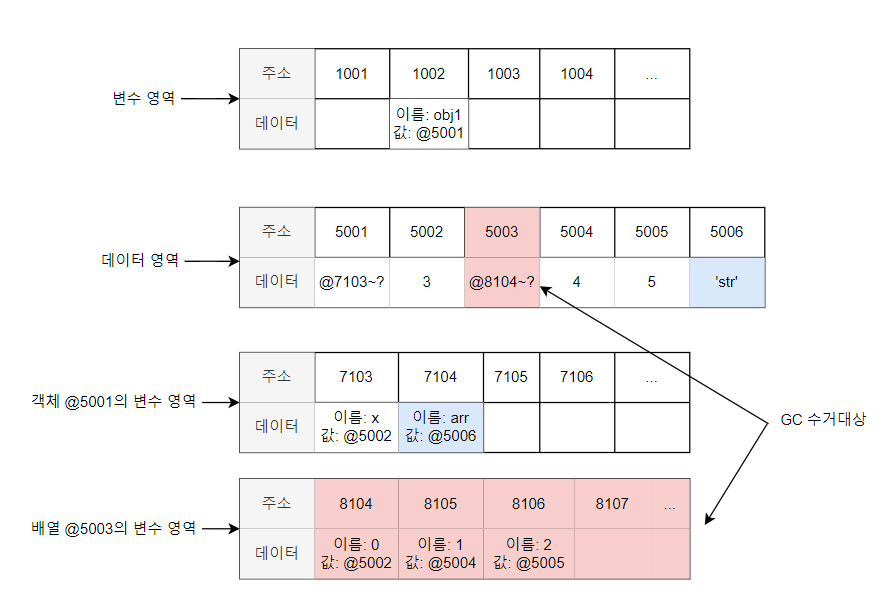 주소 1001 1002 1003 1004 ...
변수 영역
데이터
이름: obj1
값: @5001
주소 5001 5002 5003 5004 5005 5006
데이터 영역
데이터 @7103~? 3 @8104~? 4 5 'str'
주소 7103 7104 7105 7106 ...
객체 @5001의 변수 영역
데이터
이름: x 이름: arr
값: @5002 값: @5006
GC 수거대상
주소 8104 8105 8106 8107 ...
배열 @5003의 변수 영역
데이터
이름: 0 이름: 1 이름: 2
값: @5002 값: @5004 값: @5005